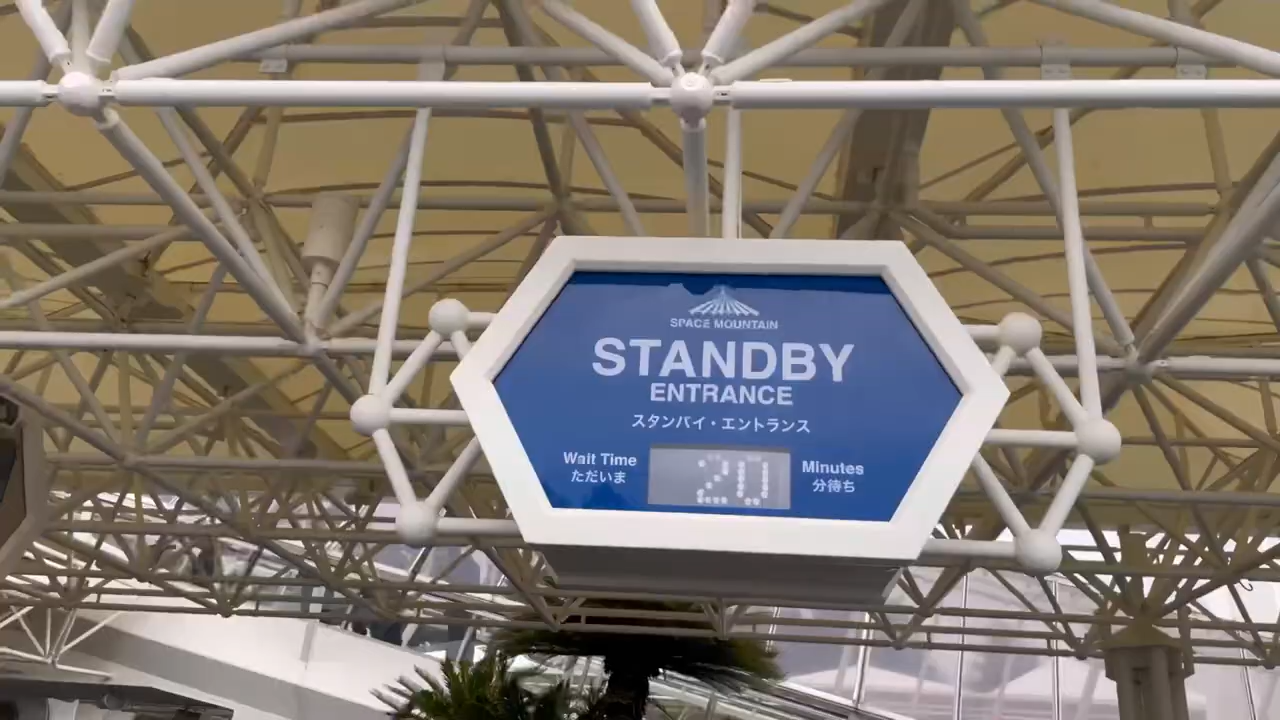 SPACE MOUNTAIN
STANDBY
ENTRANCE
スタンバイ・エントランス
Wait Time 20 Minutes
ただいま 分待ち